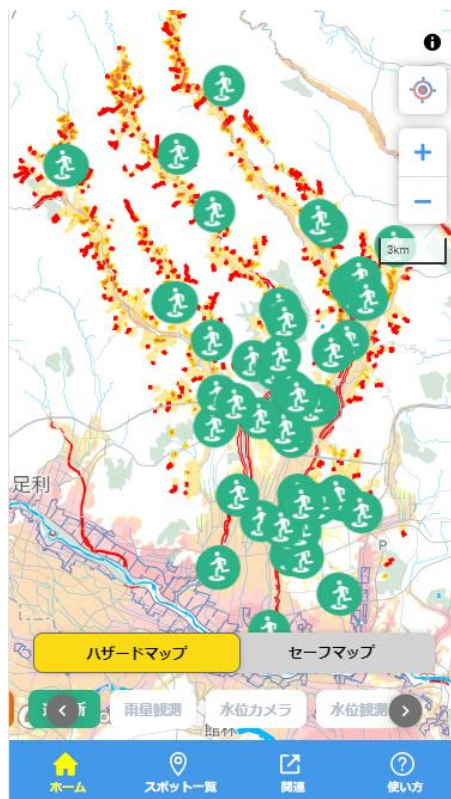 3km
足利
P
ハザードマップ
セーフマップ
雨量観測
水位カメラ
水位観測
館林
ホーム
スポット一覧
関連
使い方